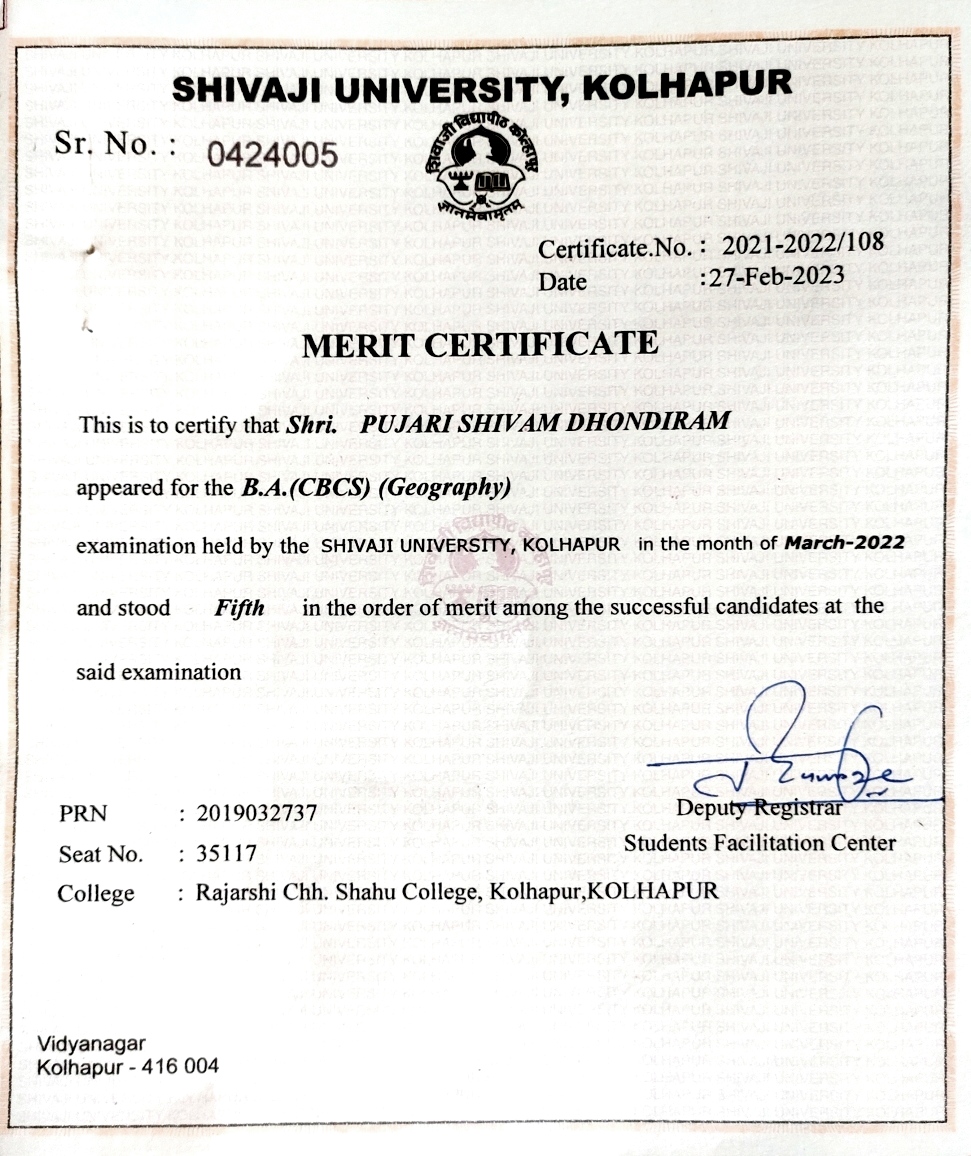 SHIVAJI UNIVERSITY, KOLHAPUR
Sr. No. : 0424005
शिवाजी विद्यापीठ कोल्हापुर
ज्ञानमेवामृतम्
Certificate.No. : 2021-2022/108
Date :27-Feb-2023
MERIT CERTIFICATE
This is to certify that Shri. PUJARI SHIVAM DHONDIRAM
appeared for the B.A.(CBCS) (Geography)
examination held by the SHIVAJI UNIVERSITY, KOLHAPUR in the month of March-2022
and stood Fifth in the order of merit among the successful candidates at the
said examination
Deputy Registrar
Students Facilitation Center
PRN : 2019032737
Seat No. : 35117
College : Rajarshi Chh. Shahu College, Kolhapur,KOLHAPUR
Vidyanagar
Kolhapur - 416 004